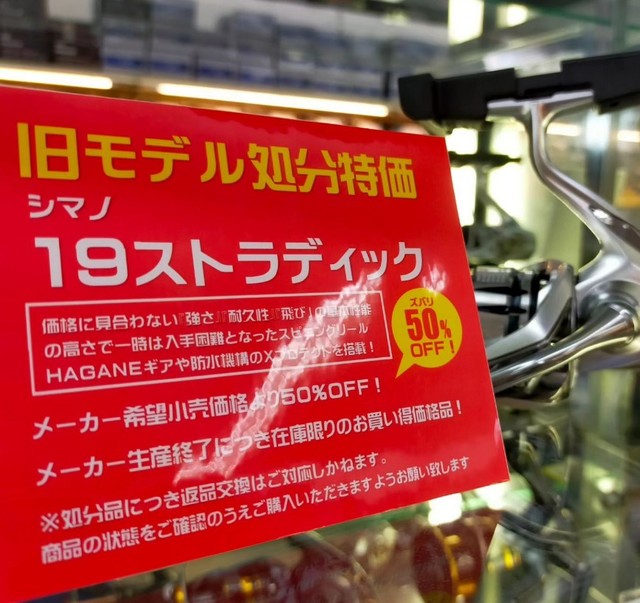 旧モデル処分特価
シマノ
19ストラディック
価格に見合わない『強さ』『耐久性』『飛び』の基本性能
の高さで一時は入手困難となったスピニングリール
HAGANEギアや防水機構のXプロテクトを搭載!
ズバリ
50%
OFF!
メーカー希望小売価格より50%OFF!
メーカー生産終了につき在庫限りのお買い得価格品!
※処分品につき返品交換はご対応しかねます。
商品の状態をご確認のうえご購入いただきますようお願い致します